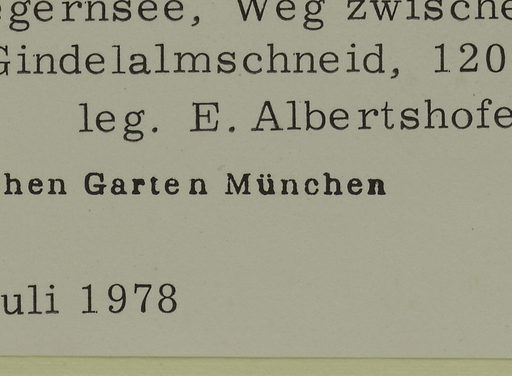 egernsee, Weg zwische
Gindelalmschneid, 120
leg. E. Albertshofe
hen Garten München
uli 1978